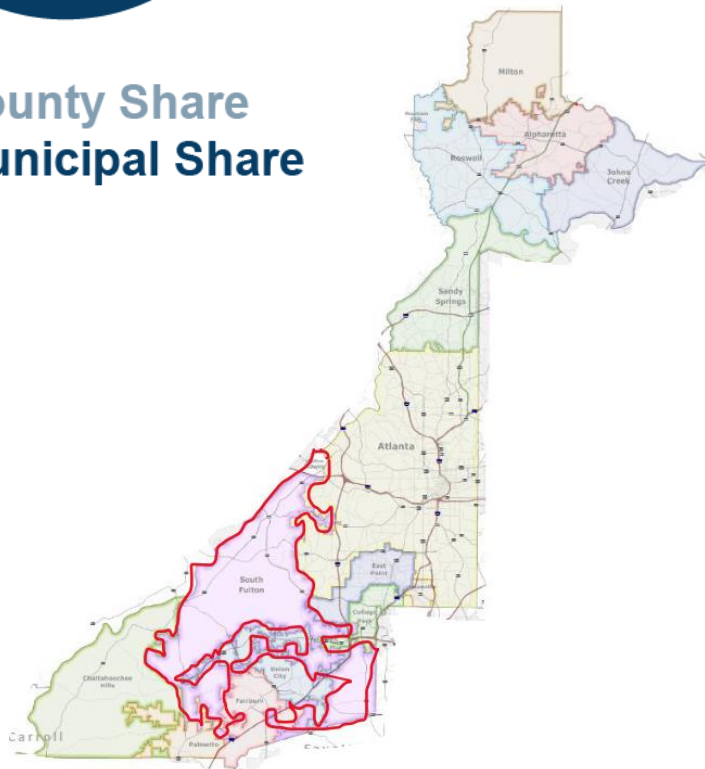 ounty Share
unicipal Share
Milton
Alpharetta
Roswell
Johns
Creek
Sandy
Springs
Atlanta
East
Point
South
Fulton
College
Park
Union
City
Chattahoochee
Hills
Fairburn
Palmetto
Carroll